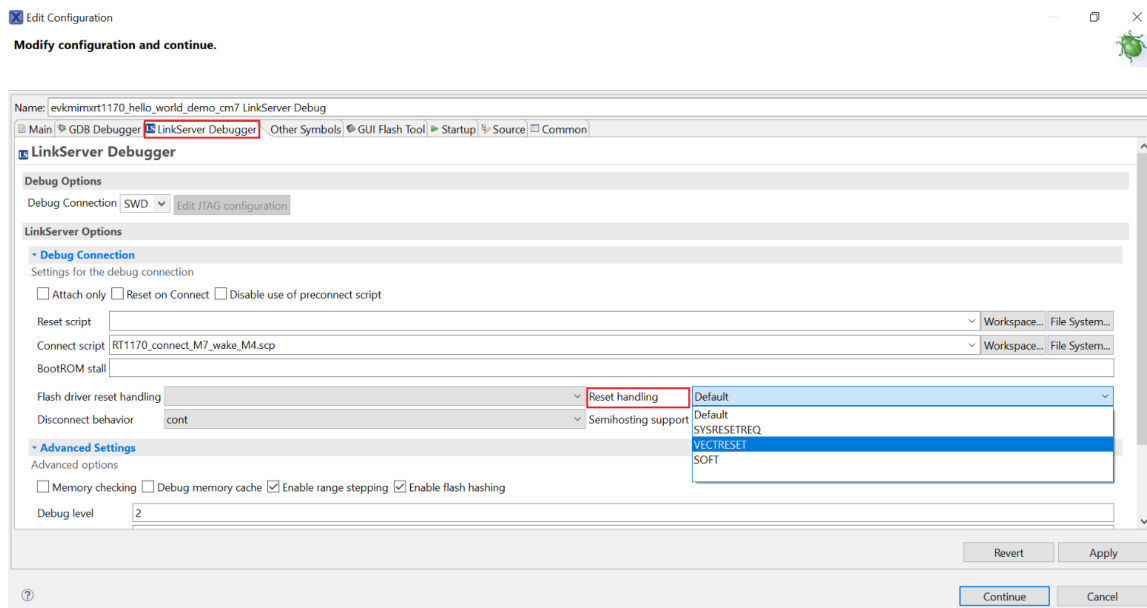 Edit Configuration
Modify configuration and continue.
Name: evkmimxrt1170_hello_world_demo_cm7 LinkServer Debug
Main GDB Debugger LinkServer Debugger Other Symbols GUI Flash Tool Startup Source Common
LinkServer Debugger
Debug Options
Debug Connection SWD Edit JTAG configuration
LinkServer Options
Debug Connection
Settings for the debug connection
Attach only Reset on Connect Disable use of preconnect script
Reset script Workspace... File System...
Connect script RT1170_connect_M7_wake_M4.scp Workspace... File System...
BootROM stall
Flash driver reset handling Reset handling Default
Disconnect behavior cont Semihosting support Default
SYSRESETREQ
VECTRESET
SOFT
Advanced Settings
Advanced options
Memory checking Debug memory cache Enable range stepping Enable flash hashing
Debug level 2
Revert Apply
Continue Cancel